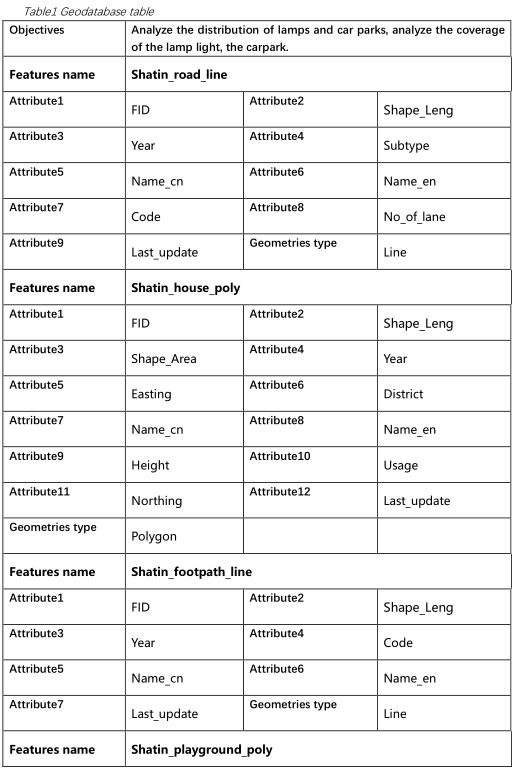 Table1 Geodatabase table
Objectives Analyze the distribution of lamps and car parks, analyze the coverage
of the lamp light, the carpark.
Features name Shatin_road_line
Attribute1 FID Attribute2 Shape_Leng
Attribute3 Year Attribute4 Subtype
Attribute5 Name_cn Attribute6 Name_en
Attribute7 Code Attribute8 No_of_lane
Attribute9 Last_update Geometries type Line
Features name Shatin_house_poly
Attribute1 FID Attribute2 Shape_Leng
Attribute3 Shape_Area Attribute4 Year
Attribute5 Easting Attribute6 District
Attribute7 Name_cn Attribute8 Name_en
Attribute9 Height Attribute10 Usage
Attribute11 Northing Attribute12 Last_update
Geometries type Polygon
Features name Shatin_footpath_line
Attribute1 FID Attribute2 Shape_Leng
Attribute3 Year Attribute4 Code
Attribute5 Name_cn Attribute6 Name_en
Attribute7 Last_update Geometries type Line
Features name Shatin_playground_poly